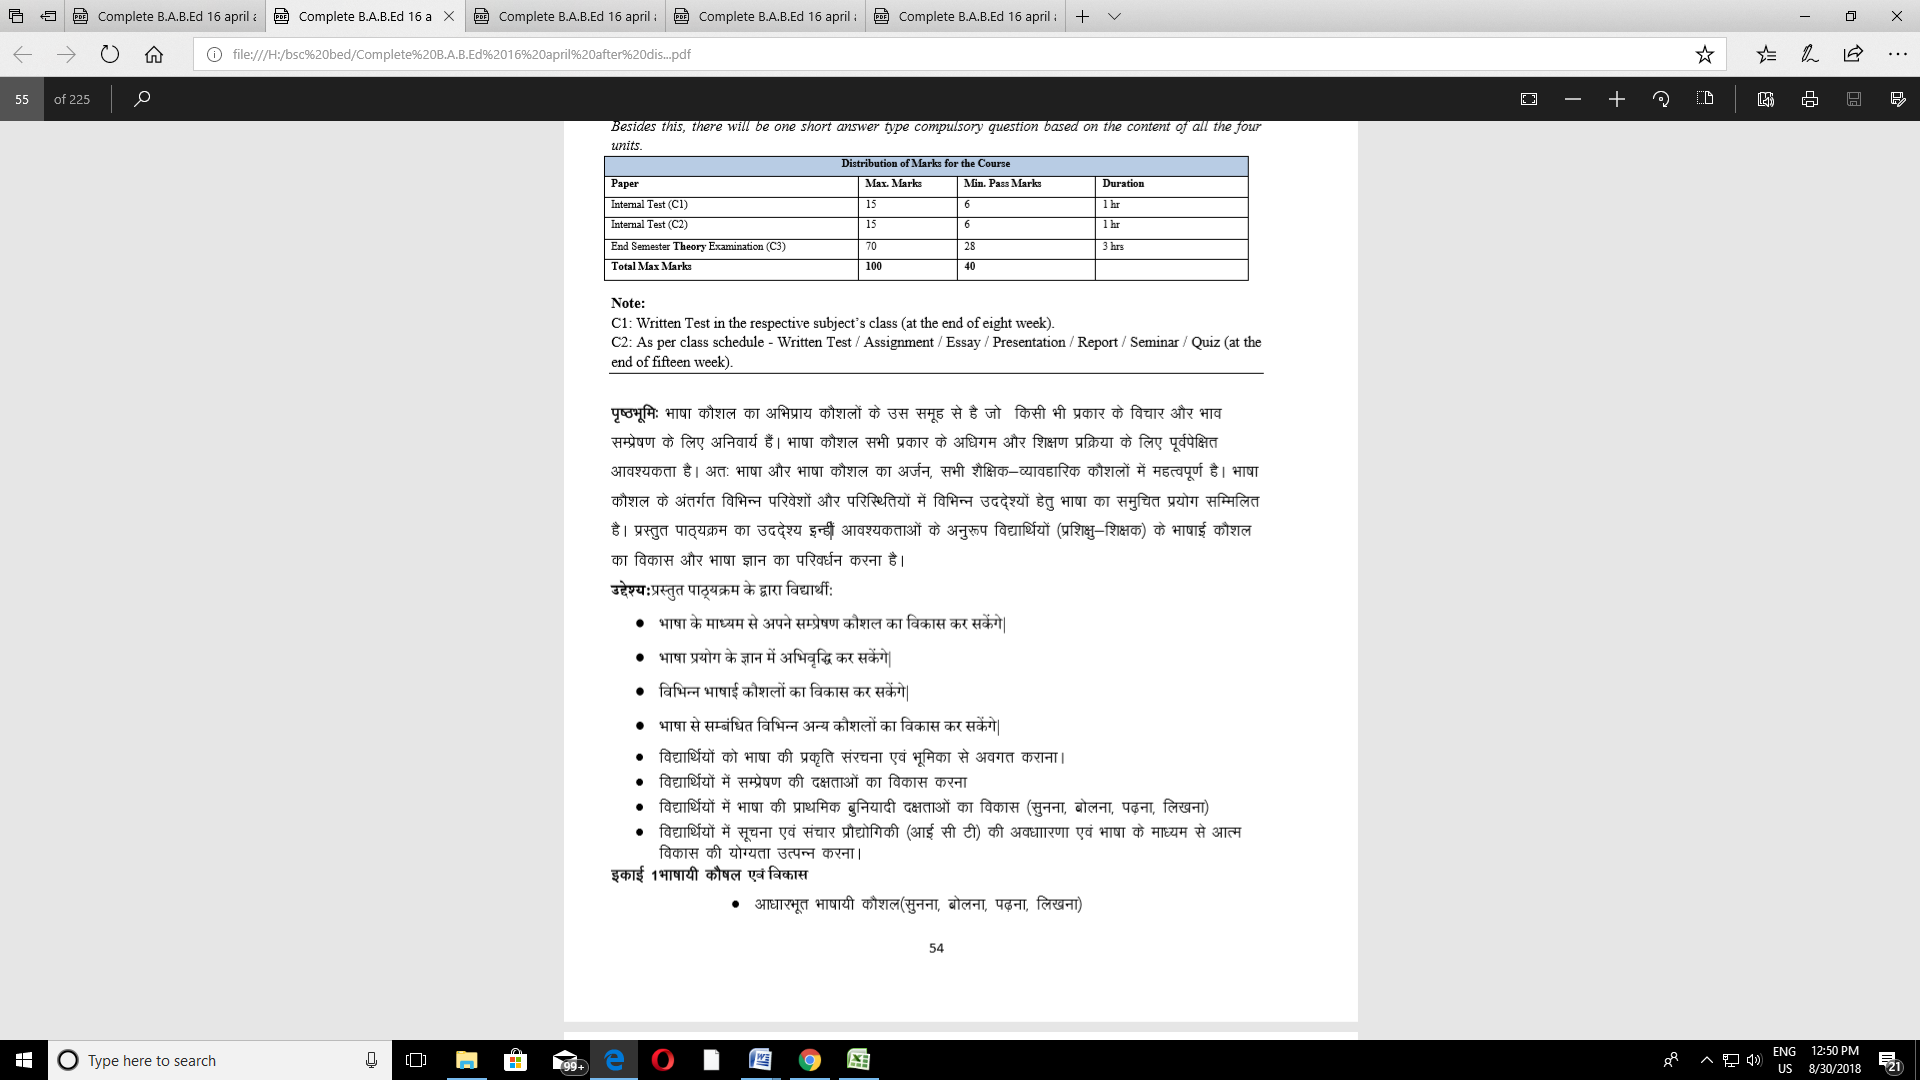 Complete B.A.B.Ed 16 april a
Complete B.A.B.Ed 16 a
Complete B.A.B.Ed 16 april a
Complete B.A.B.Ed 16 april a
Complete B.A.B.Ed 16 april a
file:///H:/bsc%20bed/Complete%20B.A.B.Ed%2016%20april%20after%20dis...pdf
55 of 225
Besides this, there will be one short answer type compulsory question based on the content of all the four
units.
Distribution of Marks for the Course
Paper Max. Marks Min. Pass Marks Duration
Internal Test (C1) 15 6 1 hr
Internal Test (C2) 15 6 1 hr
End Semester Theory Examination (C3) 70 28 3 hrs
Total Max Marks 100 40
Note:
C1: Written Test in the respective subject’s class (at the end of eight week).
C2: As per class schedule - Written Test / Assignment / Essay / Presentation / Report / Seminar / Quiz (at the
end of fifteen week).
पृष्ठभूमिः भाषा कौशल का अभिप्राय कौशलों के उस समूह से है जो किसी भी प्रकार के विचार और भाव
सम्प्रेषण के लिए अनिवार्य हैं। भाषा कौशल सभी प्रकार के अधिगम और शिक्षण प्रक्रिया के लिए पूर्वपेक्षित
आवश्यकता है। अतः भाषा और भाषा कौशल का अर्जन, सभी शैक्षिक–व्यावहारिक कौशलों में महत्वपूर्ण है। भाषा
कौशल के अंतर्गत विभिन्न परिवेशों और परिस्थितियों में विभिन्न उददे्श्यों हेतु भाषा का समुचित प्रयोग सम्मिलित
है। प्रस्तुत पाठ्यक्रम का उददे्श्य इन्हीं आवश्यकताओं के अनुरूप विद्यार्थियों (प्रशिक्षु–शिक्षक) के भाषाई कौशल
का विकास और भाषा ज्ञान का परिवर्धन करना है।
उद्देश्य:प्रस्तुत पाठ्यक्रम के द्वारा विद्यार्थी:
• भाषा के माध्यम से अपने सम्प्रेषण कौशल का विकास कर सकेंगे|
• भाषा प्रयोग के ज्ञान में अभिवृद्धि कर सकेंगे|
• विभिन्न भाषाई कौशलों का विकास कर सकेंगे|
• भाषा से सम्बंधित विभिन्न अन्य कौशलों का विकास कर सकेंगे|
• विद्यार्थियों को भाषा की प्रकृति संरचना एवं भूमिका से अवगत कराना।
• विद्यार्थियों में सम्प्रेषण की दक्षताओं का विकास करना
• विद्यार्थियों में भाषा की प्राथमिक बुनियादी दक्षताओं का विकास (सुनना, बोलना, पढ़ना, लिखना)
• विद्यार्थियों में सूचना एवं संचार प्रौद्योगिकी (आई सी टी) की अवधाारणा एवं भाषा के माध्यम से आत्म
विकास की योग्यता उत्पन्न करना।
इकाई 1भाषायी कौषल एवं विकास
• आधारभूत भाषायी कौशल(सुनना, बोलना, पढ़ना, लिखना)
54
Type here to search
99+
ENG
US
12:50 PM
8/30/2018
21